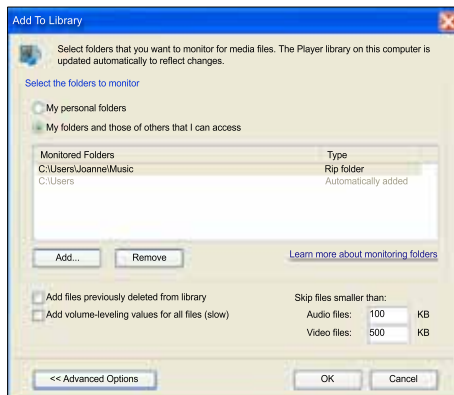 Add To Library
Select folders that you want to monitor for media files. The Player library on this computer is
updated automatically to reflect changes.
Select the folders to monitor
My personal folders
My folders and those of others that I can access
Monitored Folders Type
C:\Users\Joanne\Music Rip folder
C:\Users Automatically added
Add... Remove Learn more about monitoring folders
Add files previously deleted from library Skip files smaller than:
Add volume-leveling values for all files (slow) Audio files: 100 KB
Video files: 500 KB
<< Advanced Options OK Cancel